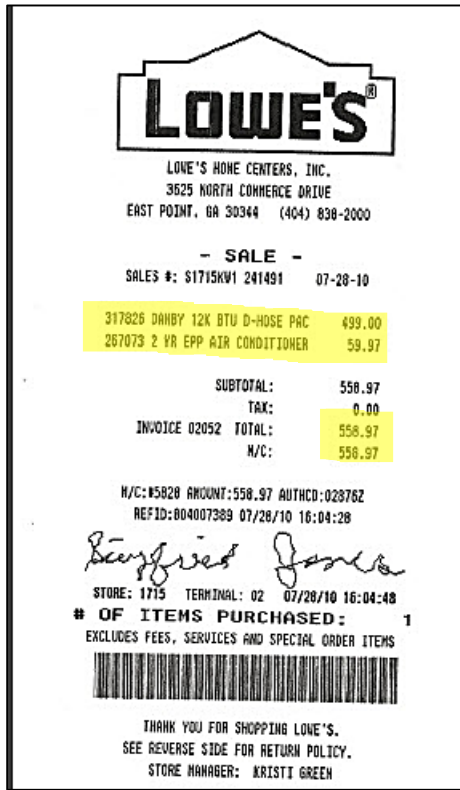 LOWE'S®
LOWE'S HOME CENTERS, INC.
3625 NORTH COMMERCE DRIVE
EAST POINT, GA 30344 (404) 838-2000
- SALE -
SALES #: S1715KW1 241491 07-28-10
317826 DANBY 12K BTU D-HOSE PAC 499.00
267073 2 YR EPP AIR CONDITIONER 59.97
SUBTOTAL: 558.97
TAX: 0.00
INVOICE 02052 TOTAL: 558.97
M/C: 558.97
M/C:#5828 AMOUNT:558.97 AUTHCD:02876Z
REFID:804007389 07/28/10 16:04:28
STORE: 1715 TERMINAL: 02 07/28/10 16:04:48
# OF ITEMS PURCHASED: 1
EXCLUDES FEES, SERVICES AND SPECIAL ORDER ITEMS
THANK YOU FOR SHOPPING LOWE'S.
SEE REVERSE SIDE FOR RETURN POLICY.
STORE MANAGER: KRISTI GREEN